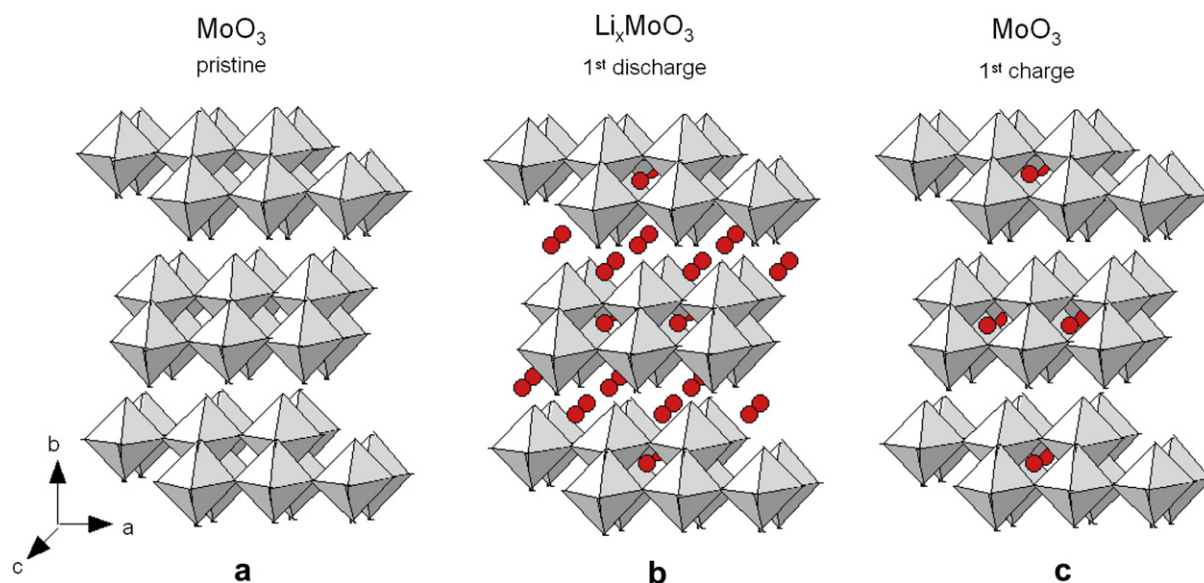 MoO₃
pristine
LiₓMoO₃
1ˢᵗ discharge
MoO₃
1ˢᵗ charge
b
a
c
a
b
c